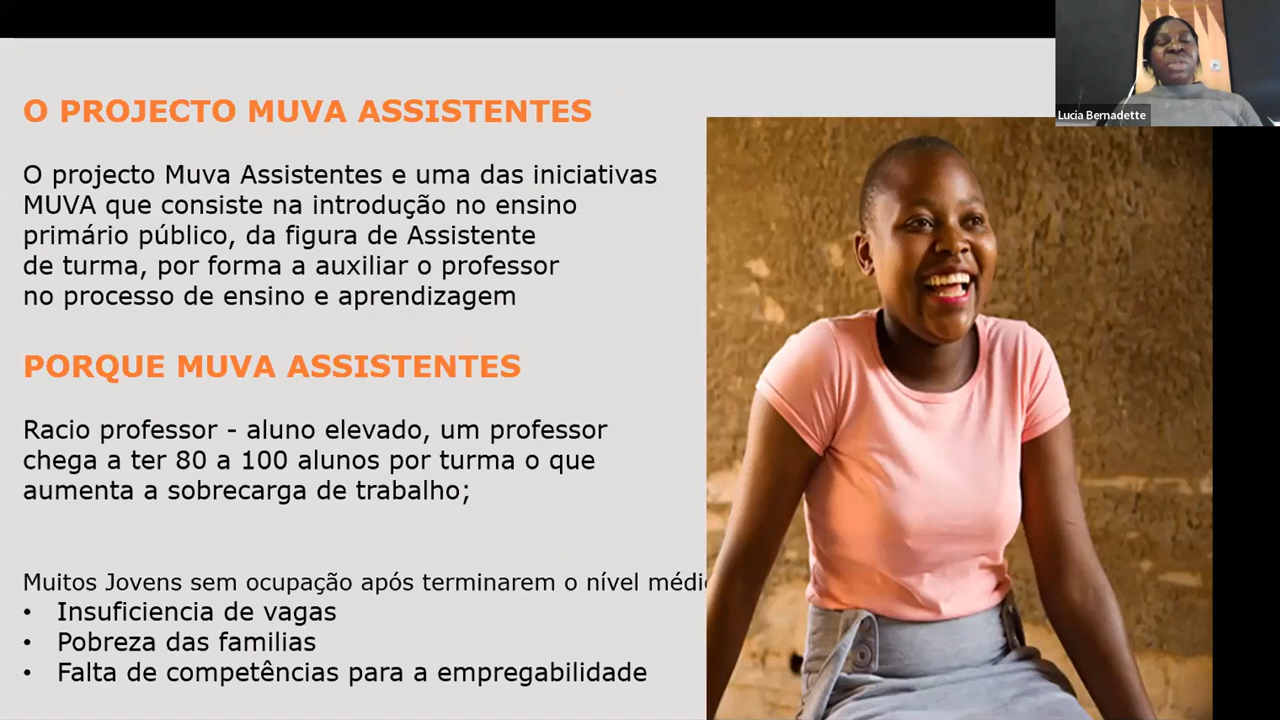 O PROJECTO MUVA ASSISTENTES
O projecto Muva Assistentes e uma das iniciativas
MUVA que consiste na introdução no ensino
primário público, da figura de Assistente
de turma, por forma a auxiliar o professor
no processo de ensino e aprendizagem
PORQUE MUVA ASSISTENTES
Racio professor - aluno elevado, um professor
chega a ter 80 a 100 alunos por turma o que
aumenta a sobrecarga de trabalho;
Muitos Jovens sem ocupação após terminarem o nível
• Insuficiencia de vagas
• Pobreza das familias
• Falta de competências para a empregabilidade
Lucia Bernadette